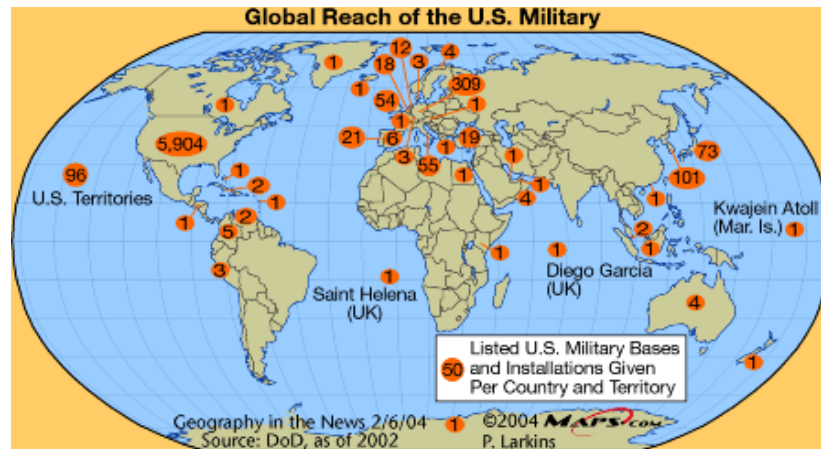 Global Reach of the U.S. Military
12
4
1
18
3
309
1
54
1
1
1
5,904
21
6
19
1
73
96
1
3
55
1
1
101
U.S. Territories
2
1
4
1
1
Kwajein Atoll
(Mar. Is.)
1
1
2
5
2
1
1
1
3
1
Saint Helena
(UK)
Diego Garcia
(UK)
4
50
Listed U.S. Military Bases
and Installations Given
Per Country and Territory
1
Geography in the News 2/6/04
Source: DoD, as of 2002
1
©2004 MAPS.COM
P. Larkins